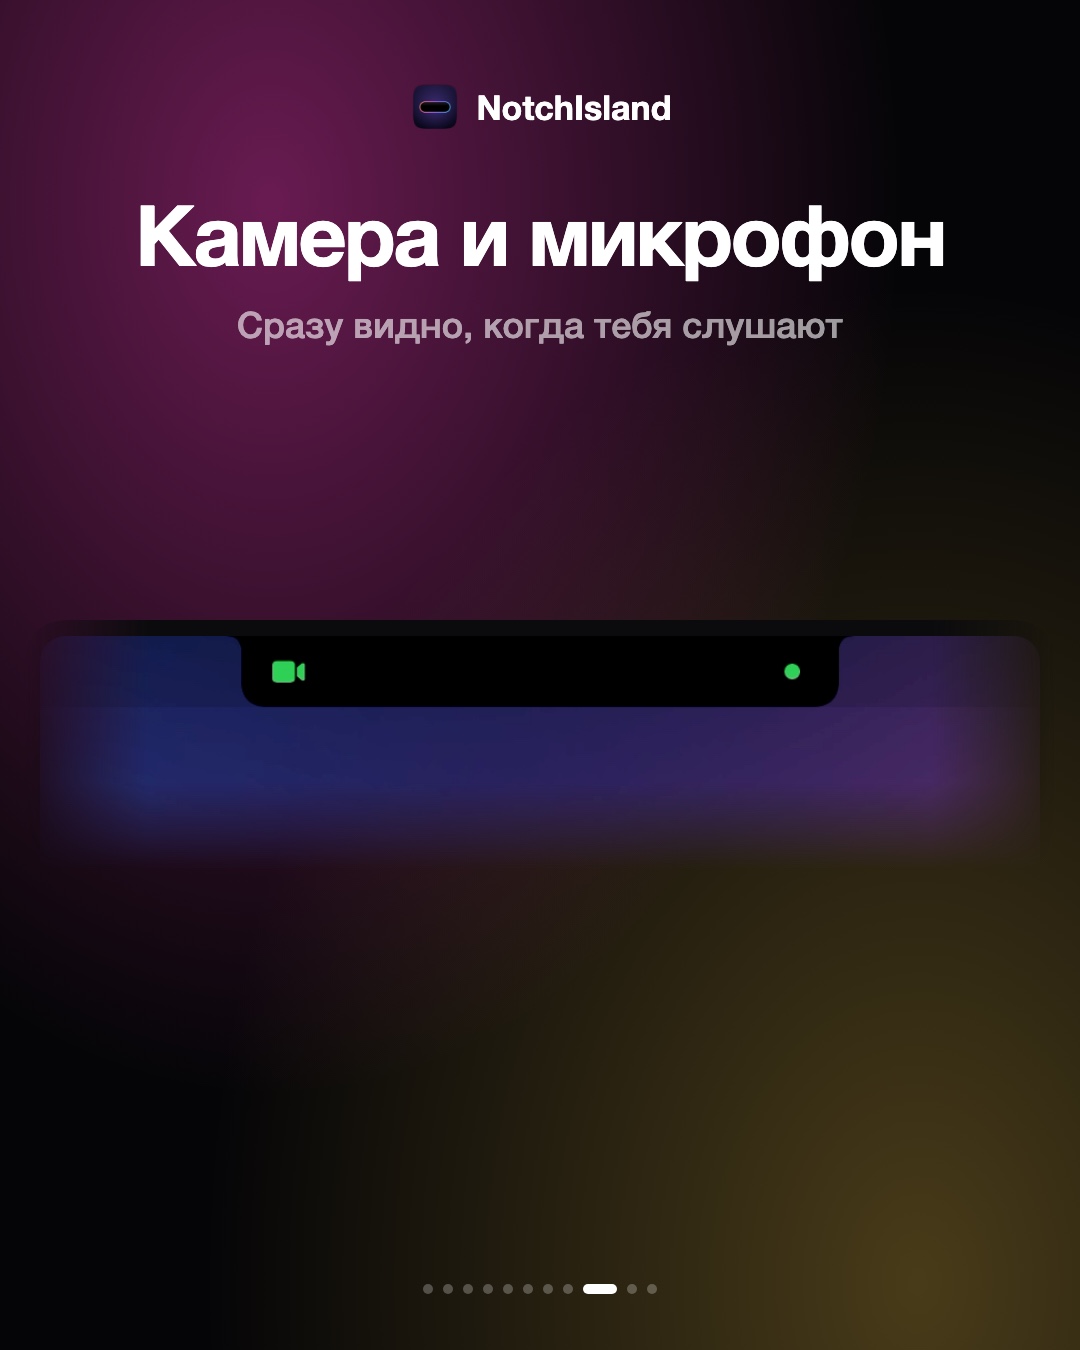 NotchIsland
Камера и микрофон
Сразу видно, когда тебя слушают